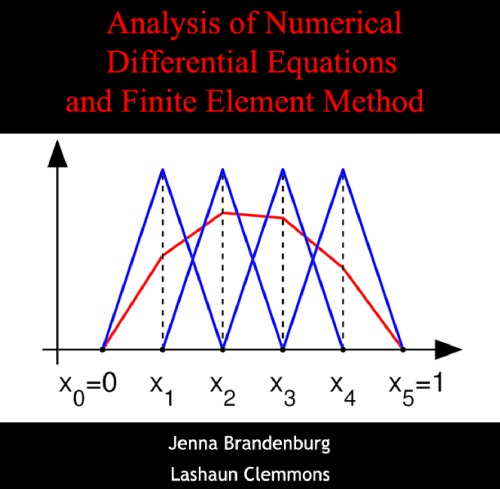 Analysis of Numerical
Differential Equations
and Finite Element Method
x₀=0 x₁ x₂ x₃ x₄ x₅=1
Jenna Brandenburg
Lashaun Clemmons